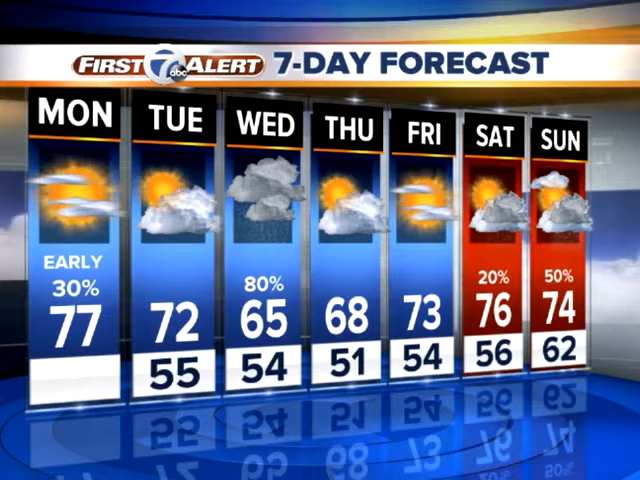 FIRST 7 abc ALERT 7-DAY FORECAST
MON TUE WED THU FRI SAT SUN
EARLY
30% 80% 20% 50%
77 72 65 68 73 76 74
55 54 51 54 56 62